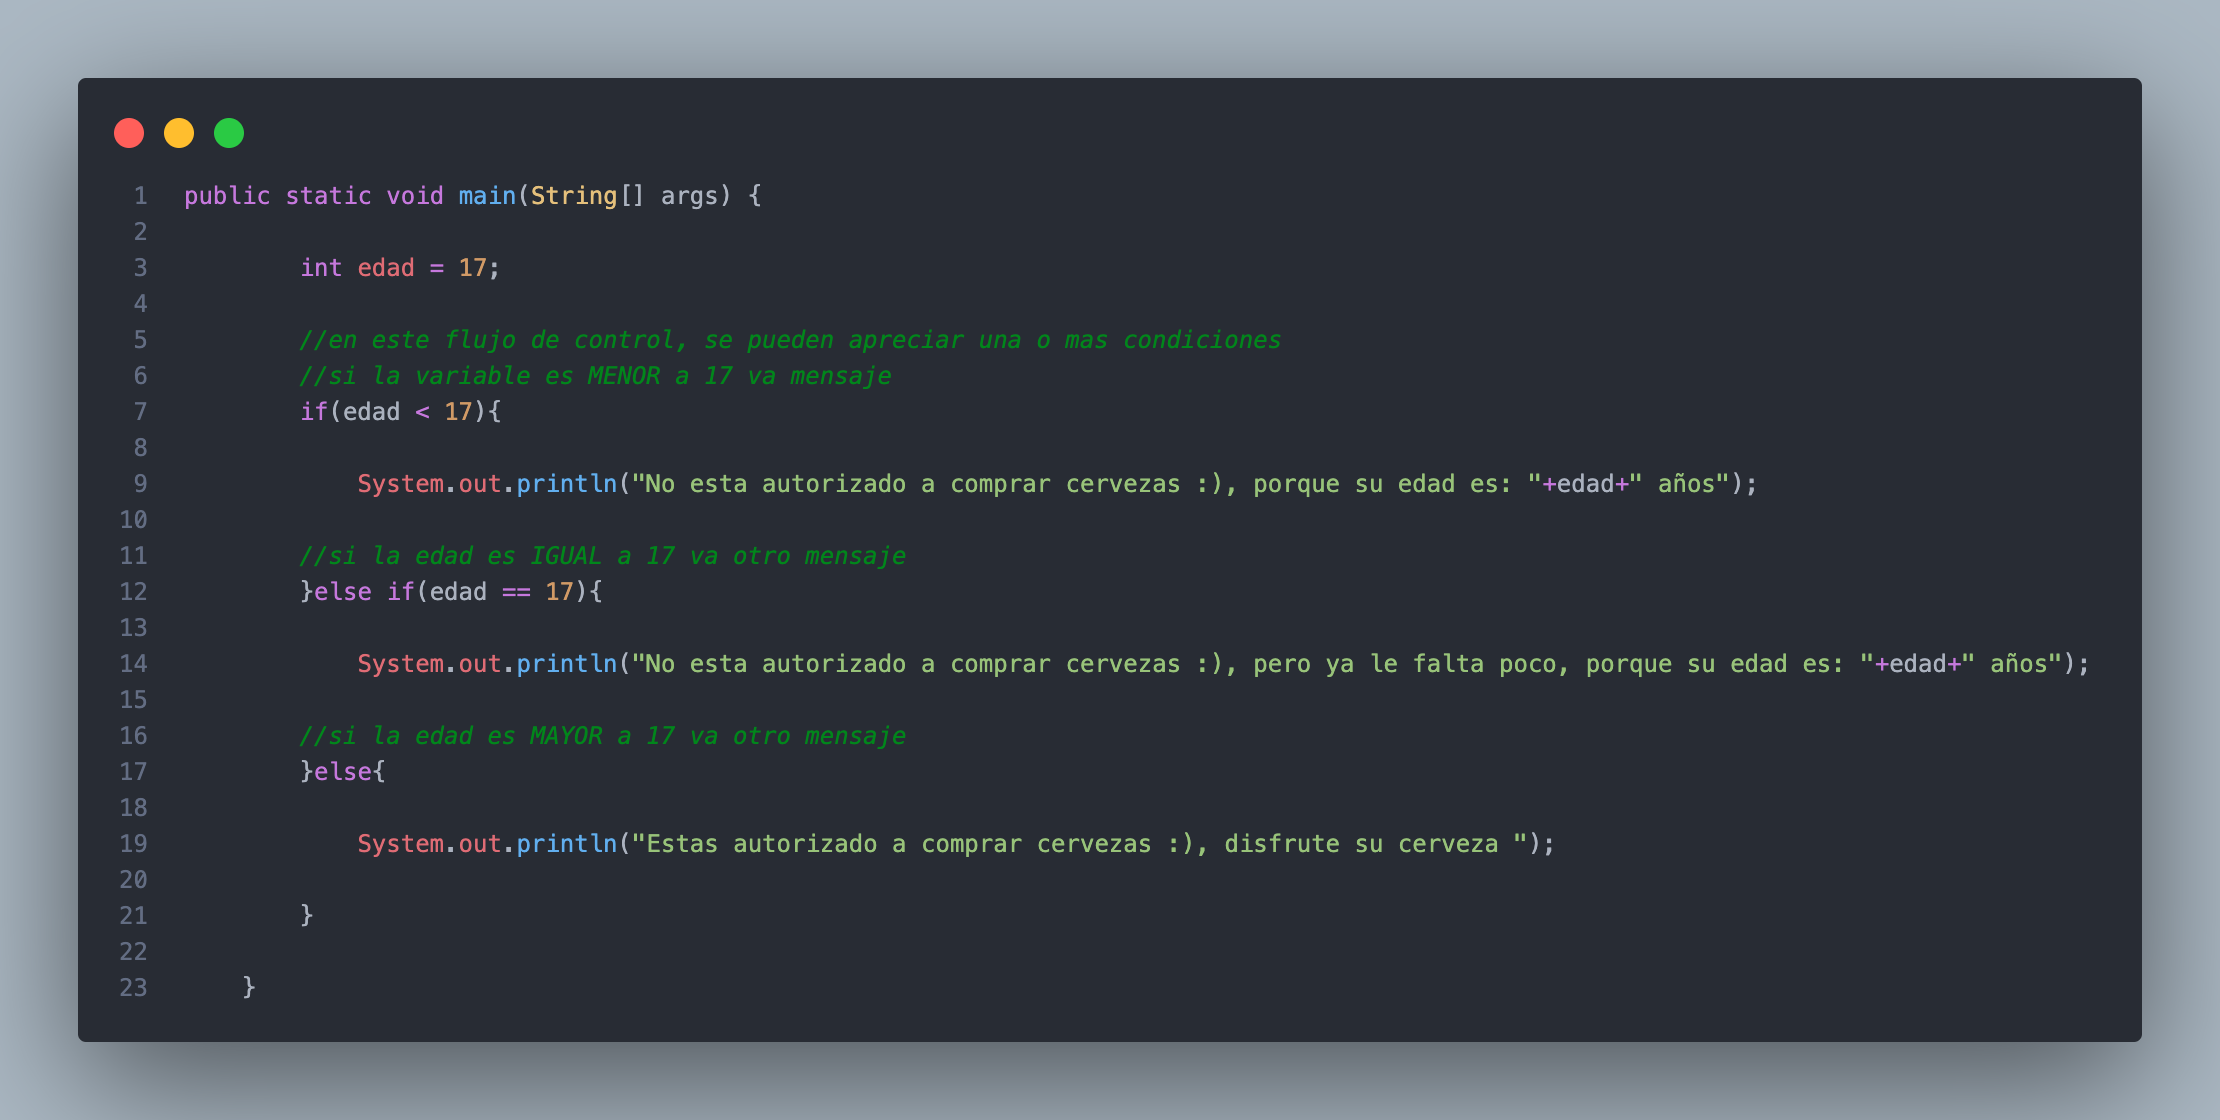 1 public static void main(String[] args) {
2
3 int edad = 17;
4
5 //en este flujo de control, se pueden apreciar una o mas condiciones
6 //si la variable es MENOR a 17 va mensaje
7 if(edad < 17){
8
9 System.out.println("No esta autorizado a comprar cervezas :), porque su edad es: "+edad+" años");
10
11 //si la edad es IGUAL a 17 va otro mensaje
12 }else if(edad == 17){
13
14 System.out.println("No esta autorizado a comprar cervezas :), pero ya le falta poco, porque su edad es: "+edad+" años");
15
16 //si la edad es MAYOR a 17 va otro mensaje
17 }else{
18
19 System.out.println("Estas autorizado a comprar cervezas :), disfrute su cerveza ");
20
21 }
22
23 }